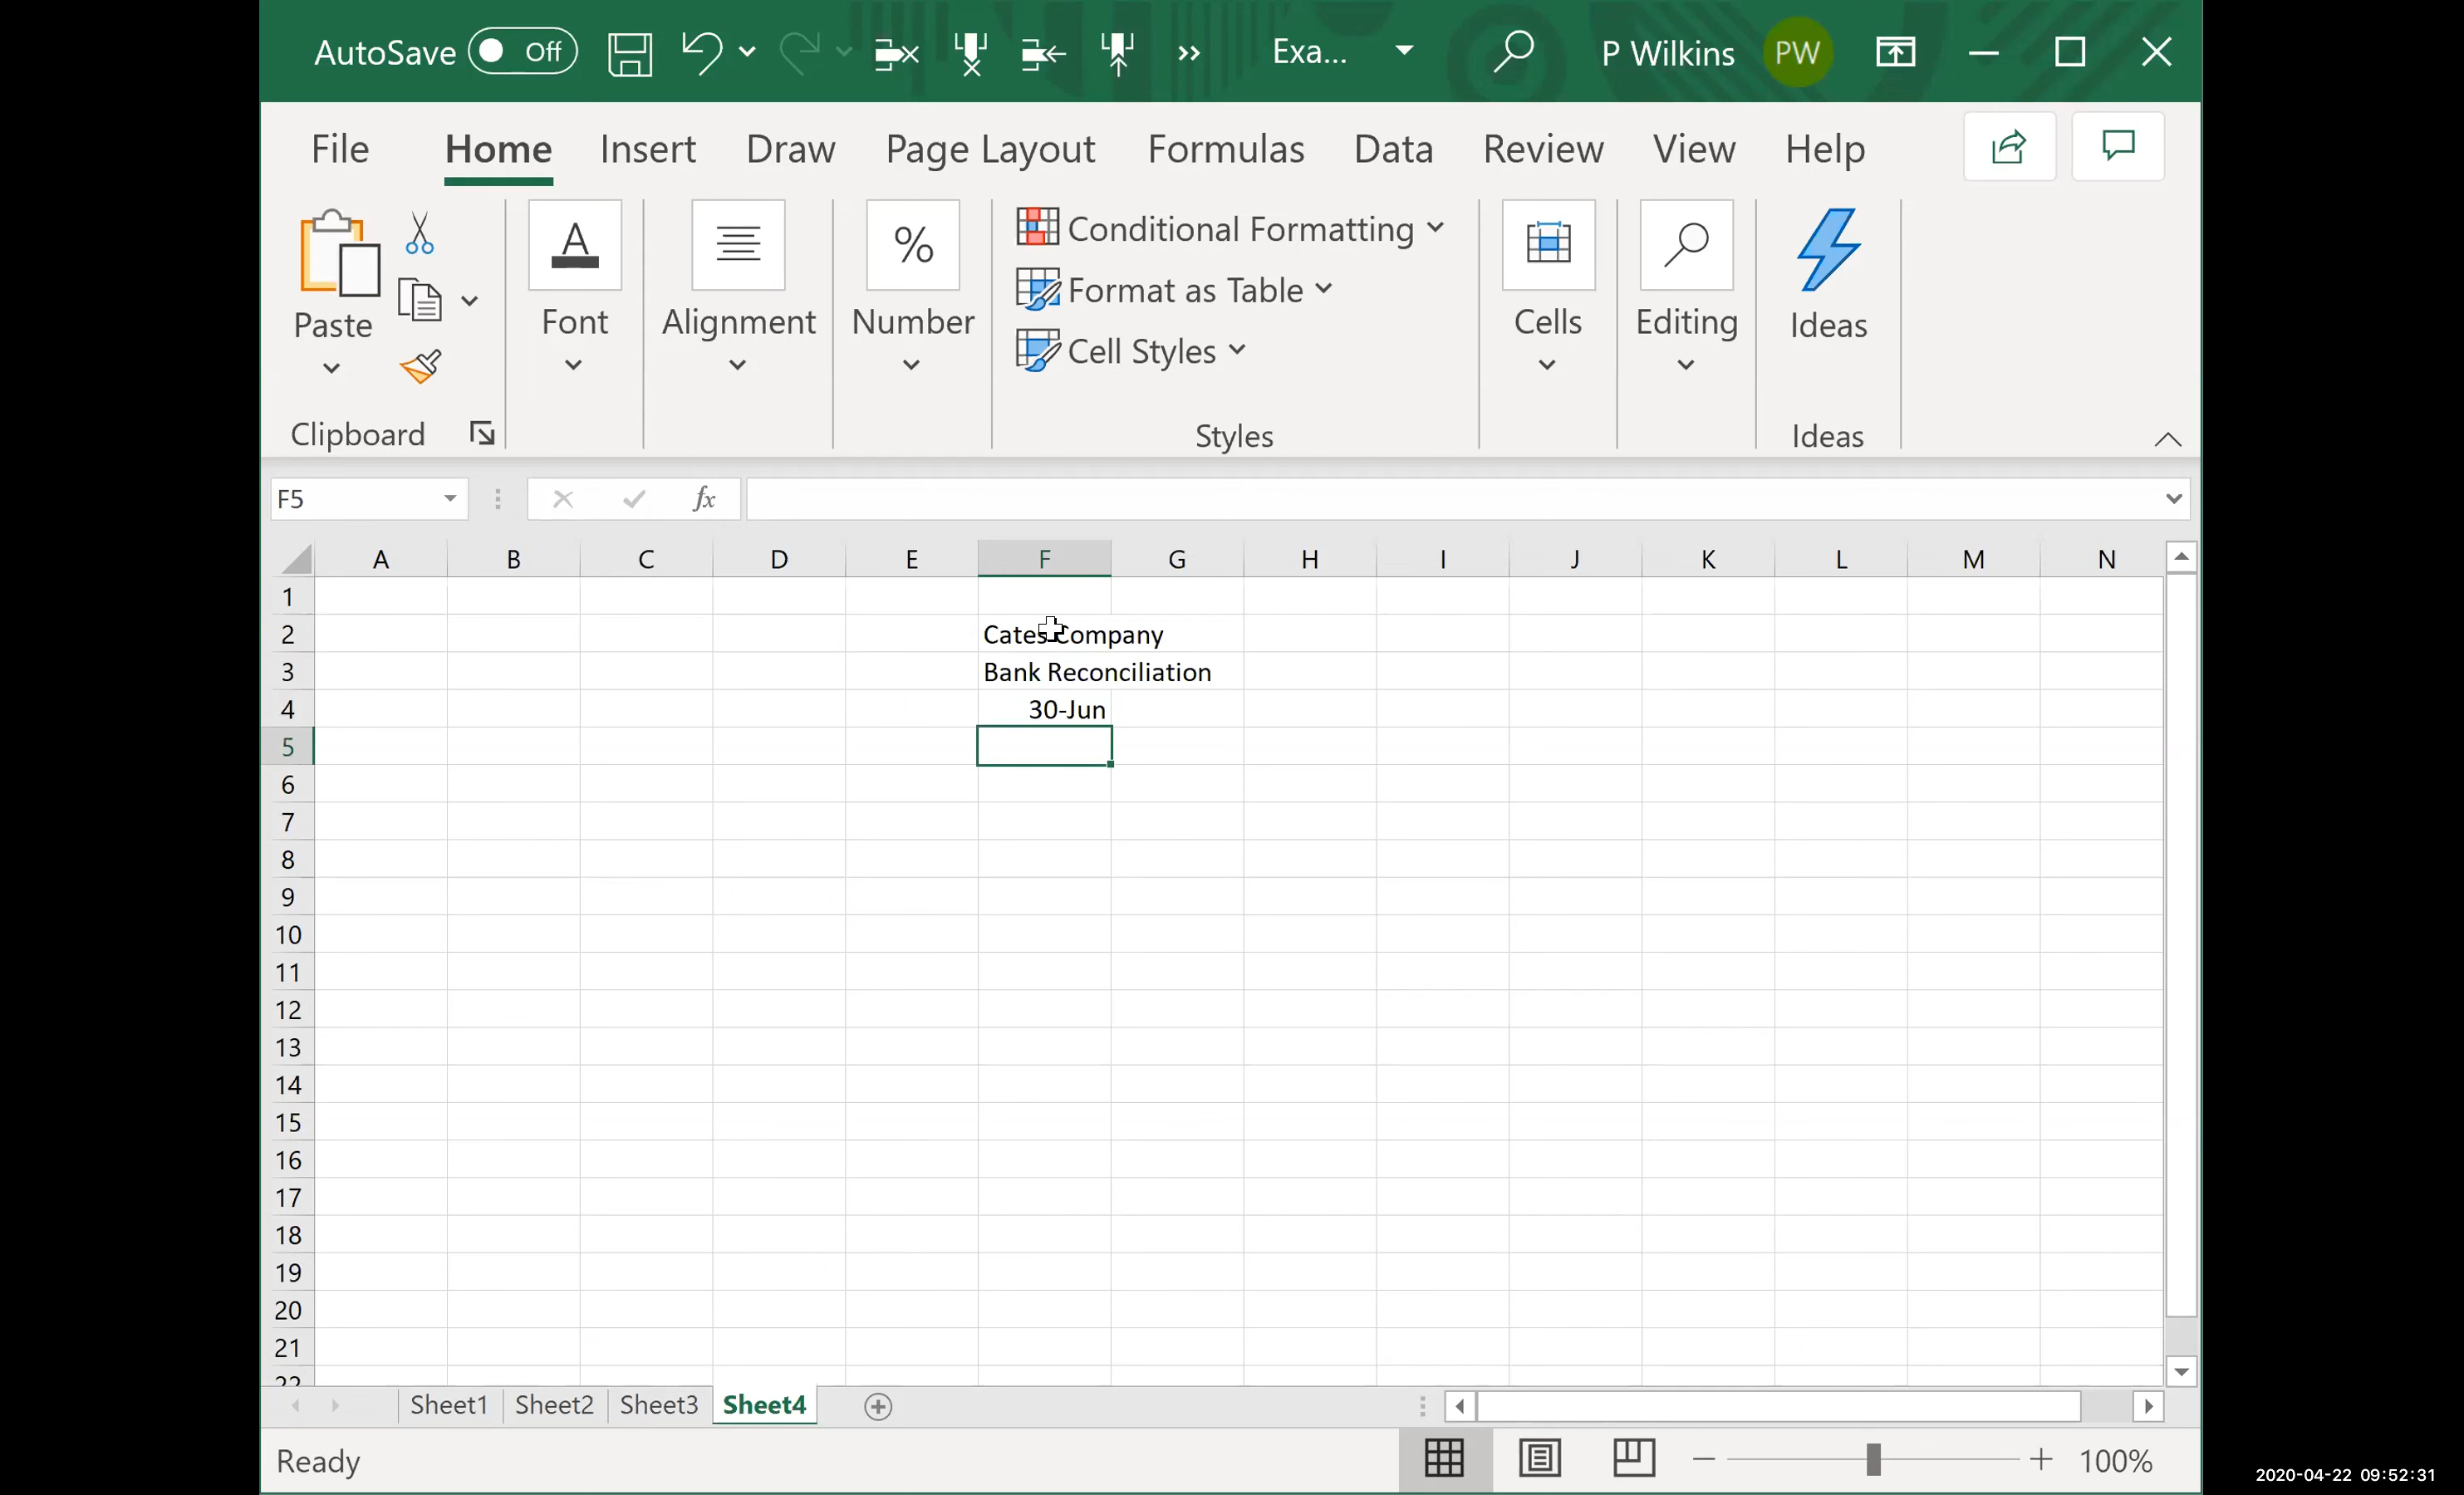 AutoSave Off Exa... P Wilkins PW
File Home Insert Draw Page Layout Formulas Data Review View Help
Paste Font Alignment % Number Conditional Formatting Cells Editing Ideas
Format as Table
Cell Styles
Clipboard Styles Ideas
F5 fx
A B C D E F G H I J K L M N
1
2 Cates Company
3 Bank Reconciliation
4 30-Jun
5
6
7
8
9
10
11
12
13
14
15
16
17
18
19
20
21
22
Sheet1 Sheet2 Sheet3 Sheet4
Ready 100%
2020-04-22 09:52:31